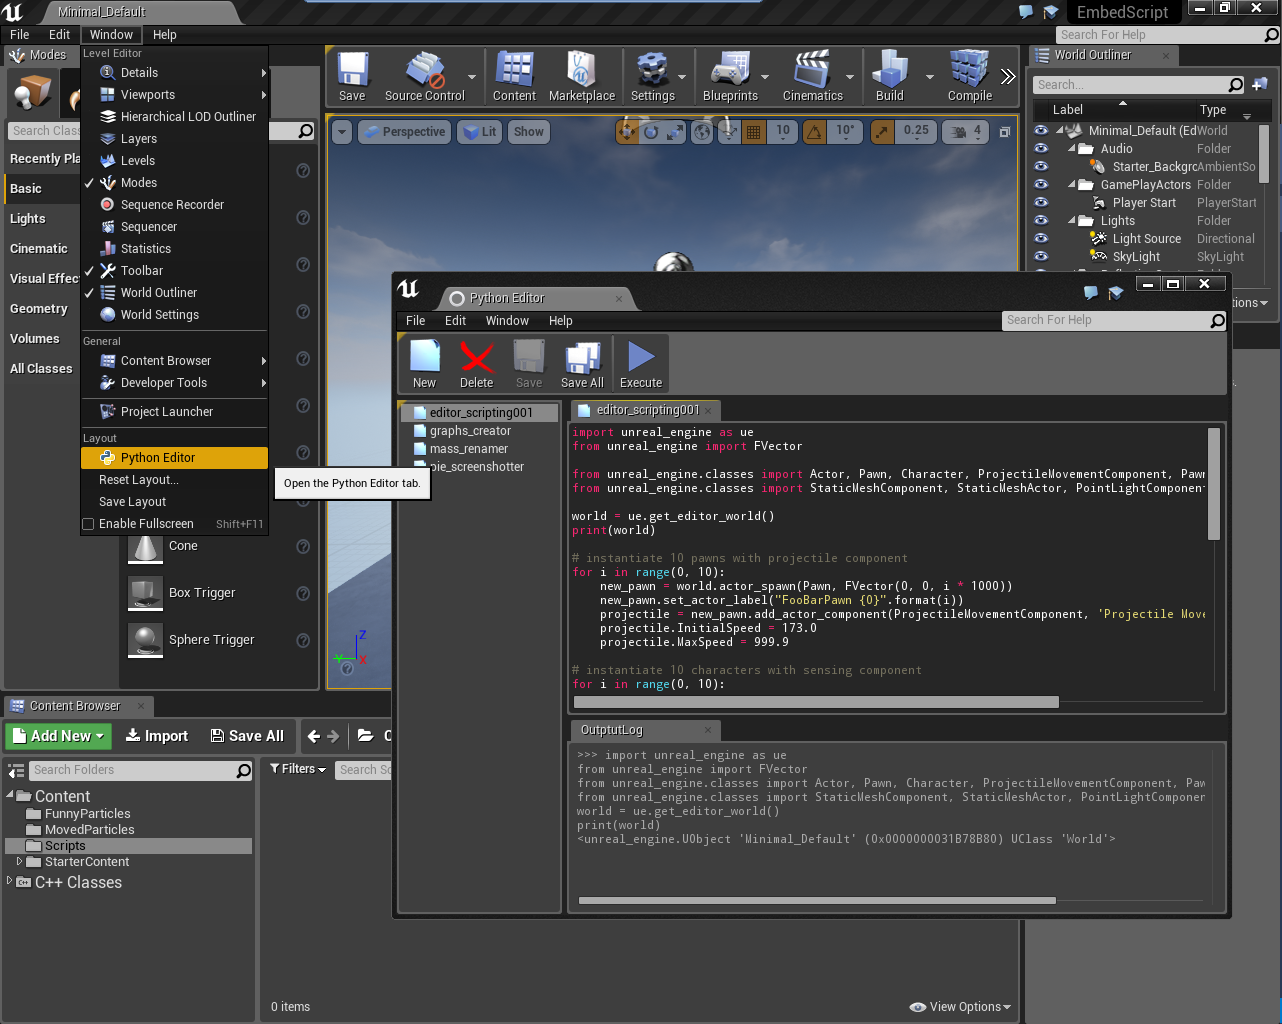 Minimal_Default
EmbedScript
File Edit Window Help
Search For Help
Modes
Level Editor
Details
Viewports
Hierarchical LOD Outliner
Layers
Levels
Modes
Sequence Recorder
Sequencer
Statistics
Toolbar
World Outliner
World Settings
General
Content Browser
Developer Tools
Project Launcher
Layout
Python Editor
Reset Layout...
Save Layout
Enable Fullscreen Shift+F11
Open the Python Editor tab.
Search Clas
Recently Pla
Basic
Lights
Cinematic
Visual Effec
Geometry
Volumes
All Classes
Cone
Box Trigger
Sphere Trigger
Save Source Control Content Marketplace Settings Blueprints Cinematics Build Compile
Perspective Lit Show 10 10° 0.25 4
Z
Y X
World Outliner
Search...
Label Type
Minimal_Default (Ed World
Audio Folder
Starter_Backgro AmbientSo
GamePlayActors Folder
Player Start PlayerStart
Lights Folder
Light Source Directional
SkyLight SkyLight
Python Editor
File Edit Window Help
Search For Help
New Delete Save Save All Execute
editor_scripting001
graphs_creator
mass_renamer
pie_screenshotter
editor_scripting001
import unreal_engine as ue
from unreal_engine import FVector
from unreal_engine.classes import Actor, Pawn, Character, ProjectileMovementComponent, Pawn
from unreal_engine.classes import StaticMeshComponent, StaticMeshActor, PointLightComponent
world = ue.get_editor_world()
print(world)
# instantiate 10 pawns with projectile component
for i in range(0, 10):
    new_pawn = world.actor_spawn(Pawn, FVector(0, 0, i * 1000))
    new_pawn.set_actor_label("FooBarPawn {0}".format(i))
    projectile = new_pawn.add_actor_component(ProjectileMovementComponent, 'Projectile Move
    projectile.InitialSpeed = 173.0
    projectile.MaxSpeed = 999.9
# instantiate 10 characters with sensing component
for i in range(0, 10):
OutptutLog
>>> import unreal_engine as ue
from unreal_engine import FVector
from unreal_engine.classes import Actor, Pawn, Character, ProjectileMovementComponent, Paw
from unreal_engine.classes import StaticMeshComponent, StaticMeshActor, PointLightComponen
world = ue.get_editor_world()
print(world)
<unreal_engine.UObject 'Minimal_Default' (0x0000000031B78B80) UClass 'World'>
Content Browser
Add New Import Save All C
Search Folders
Filters Search Sc
Content
FunnyParticles
MovedParticles
Scripts
StarterContent
C++ Classes
0 items
View Options